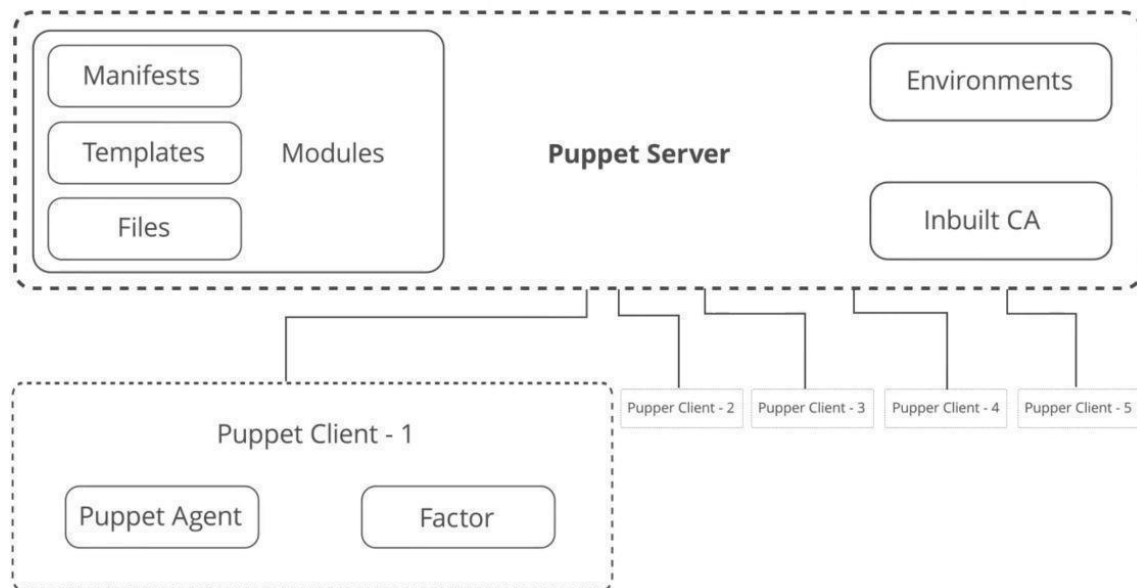 Manifests
Templates
Files
Modules
Puppet Server
Environments
Inbuilt CA
Puppet Client - 1
Puppet Agent
Factor
Pupper Client - 2
Pupper Client - 3
Pupper Client - 4
Pupper Client - 5